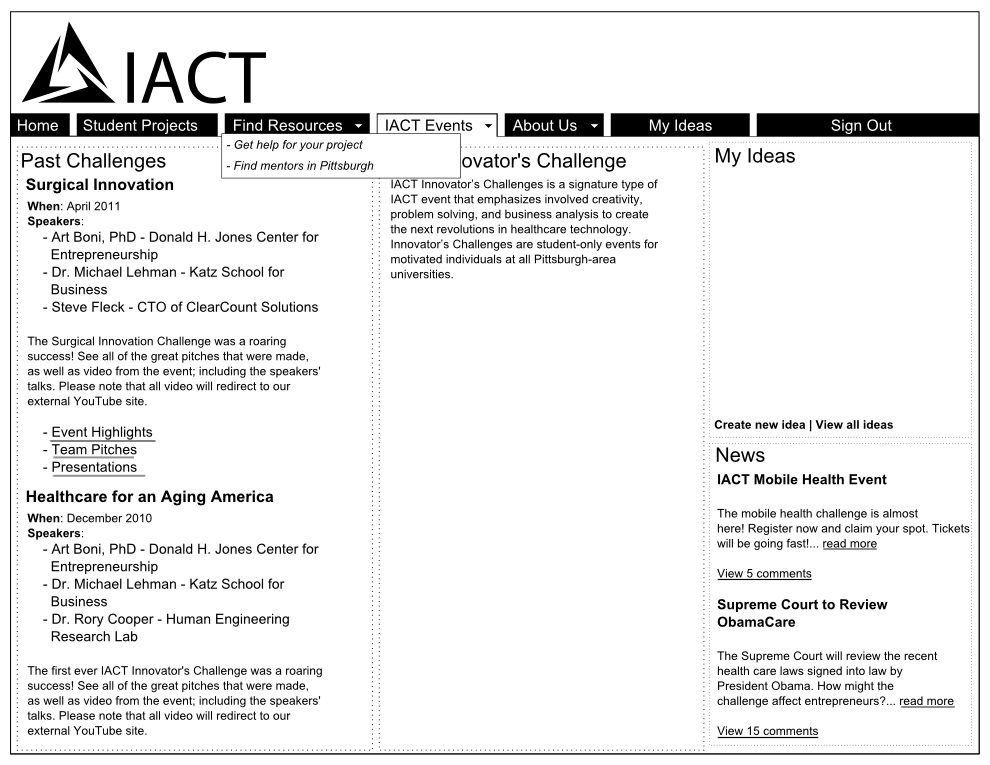 IACT
Home Student Projects Find Resources IACT Events About Us My Ideas Sign Out
- Get help for your project
- Find mentors in Pittsburgh
Past Challenges
Surgical Innovation
When: April 2011
Speakers:
- Art Boni, PhD - Donald H. Jones Center for
Entrepreneurship
- Dr. Michael Lehman - Katz School for
Business
- Steve Fleck - CTO of ClearCount Solutions
The Surgical Innovation Challenge was a roaring
success! See all of the great pitches that were made,
as well as video from the event; including the speakers'
talks. Please note that all video will redirect to our
external YouTube site.
- Event Highlights
- Team Pitches
- Presentations
Healthcare for an Aging America
When: December 2010
Speakers:
- Art Boni, PhD - Donald H. Jones Center for
Entrepreneurship
- Dr. Michael Lehman - Katz School for
Business
- Dr. Rory Cooper - Human Engineering
Research Lab
The first ever IACT Innovator's Challenge was a roaring
success! See all of the great pitches that were made,
as well as video from the event; including the speakers'
talks. Please note that all video will redirect to our
external YouTube site.
ovator's Challenge
IACT Innovator's Challenges is a signature type of
IACT event that emphasizes involved creativity,
problem solving, and business analysis to create
the next revolutions in healthcare technology.
Innovator's Challenges are student-only events for
motivated individuals at all Pittsburgh-area
universities.
My Ideas
Create new idea | View all ideas
News
IACT Mobile Health Event
The mobile health challenge is almost
here! Register now and claim your spot. Tickets
will be going fast!... read more
View 5 comments
Supreme Court to Review
ObamaCare
The Supreme Court will review the recent
health care laws signed into law by
President Obama. How might the
challenge affect entrepreneurs?... read more
View 15 comments